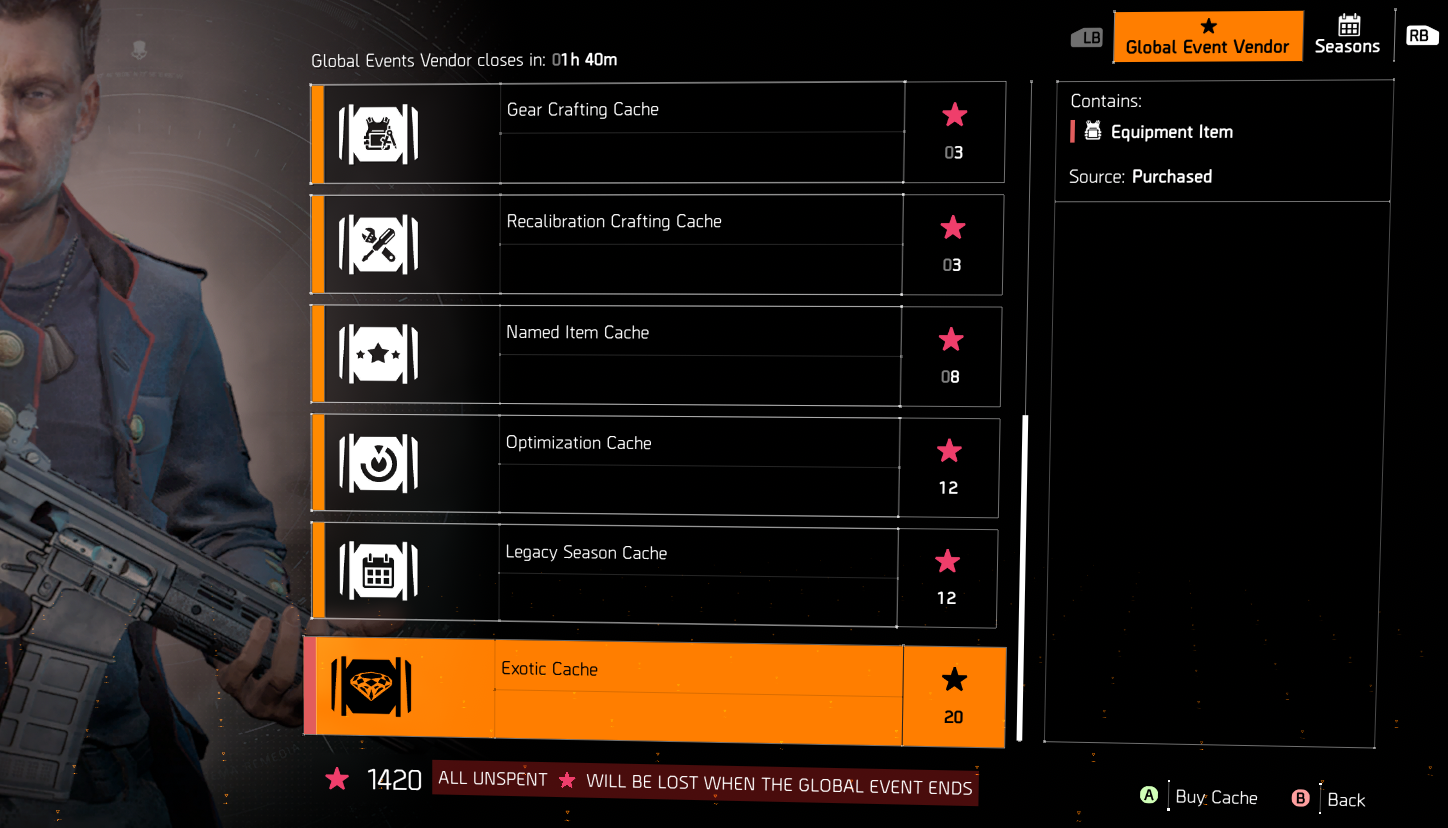 LB
Global Event Vendor
Seasons
RB
Global Events Vendor closes in: 01h 40m
Gear Crafting Cache
03
Recalibration Crafting Cache
03
Named Item Cache
08
Optimization Cache
12
Legacy Season Cache
12
Exotic Cache
20
Contains:
Equipment Item
Source: Purchased
1420
ALL UNSPENT ★ WILL BE LOST WHEN THE GLOBAL EVENT ENDS
A Buy Cache
B Back